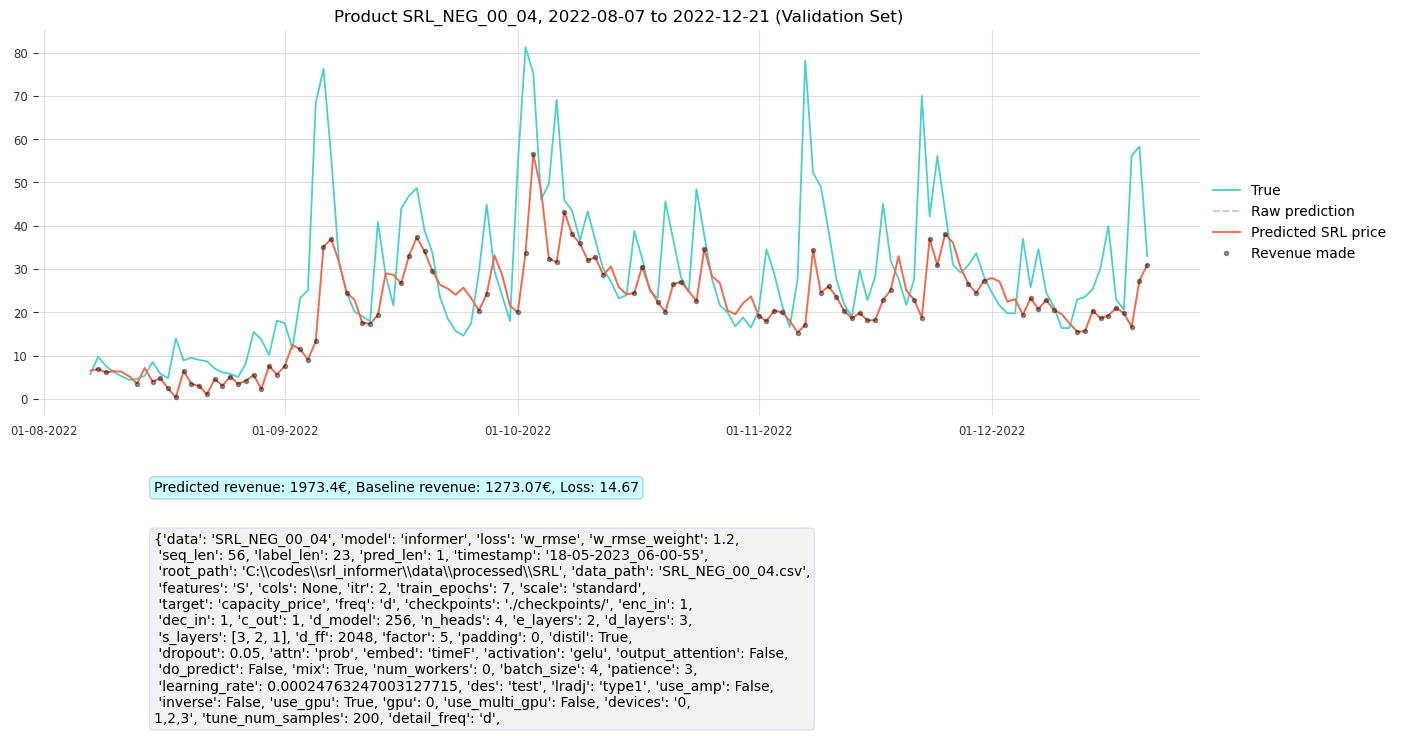 Product SRL_NEG_00_04, 2022-08-07 to 2022-12-21 (Validation Set)
80
70
60
50
40
30
20
10
0
01-08-2022
01-09-2022
01-10-2022
01-11-2022
01-12-2022
True
Raw prediction
Predicted SRL price
Revenue made
Predicted revenue: 1973.4€, Baseline revenue: 1273.07€, Loss: 14.67
{'data': 'SRL_NEG_00_04', 'model': 'informer', 'loss': 'w_rmse', 'w_rmse_weight': 1.2,
'seq_len': 56, 'label_len': 23, 'pred_len': 1, 'timestamp': '18-05-2023_06-00-55',
'root_path': 'C:\\codes\\srl_informer\\data\\processed\\SRL', 'data_path': 'SRL_NEG_00_04.csv',
'features': 'S', 'cols': None, 'itr': 2, 'train_epochs': 7, 'scale': 'standard',
'target': 'capacity_price', 'freq': 'd', 'checkpoints': './checkpoints/', 'enc_in': 1,
'dec_in': 1, 'c_out': 1, 'd_model': 256, 'n_heads': 4, 'e_layers': 2, 'd_layers': 3,
's_layers': [3, 2, 1], 'd_ff': 2048, 'factor': 5, 'padding': 0, 'distil': True,
'dropout': 0.05, 'attn': 'prob', 'embed': 'timeF', 'activation': 'gelu', 'output_attention': False,
'do_predict': False, 'mix': True, 'num_workers': 0, 'batch_size': 4, 'patience': 3,
'learning_rate': 0.00024763247003127715, 'des': 'test', 'lradj': 'type1', 'use_amp': False,
'inverse': False, 'use_gpu': True, 'gpu': 0, 'use_multi_gpu': False, 'devices': '0,
1,2,3', 'tune_num_samples': 200, 'detail_freq': 'd',